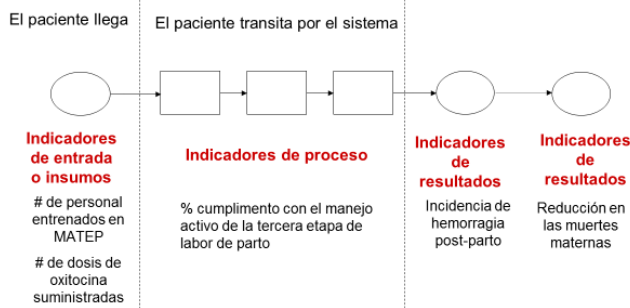 El paciente llega
El paciente transita por el sistema
Indicadores
de entrada
o insumos
# de personal
entrenados en
MATEP
# de dosis de
oxitocina
suministradas
Indicadores de proceso
% cumplimento con el manejo
activo de la tercera etapa de
labor de parto
Indicadores
de
resultados
Incidencia de
hemorragia
post-parto
Indicadores
de
resultados
Reducción en
las muertes
maternas